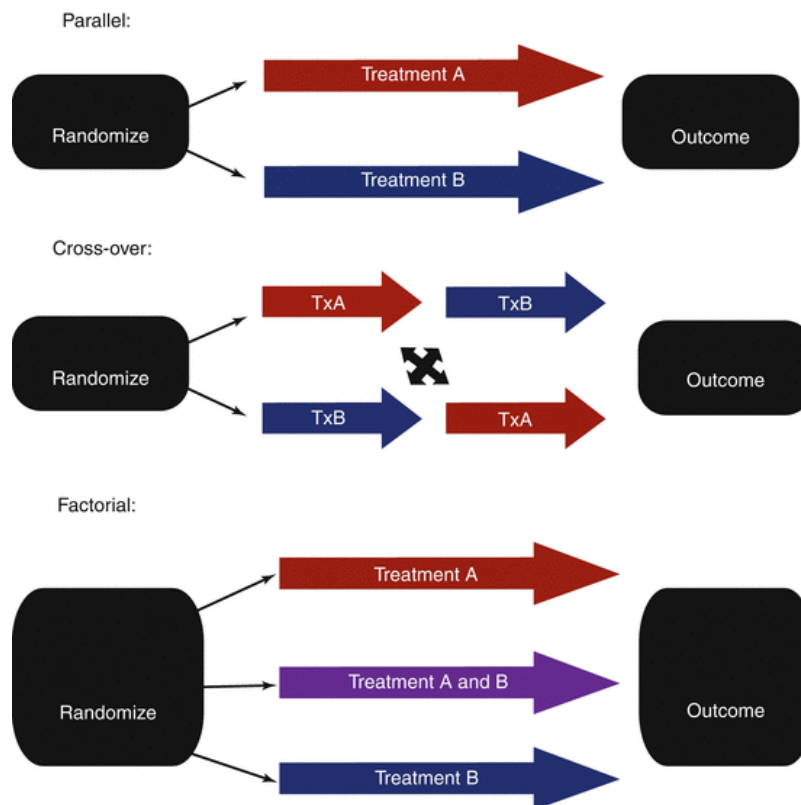 Parallel:
Treatment A
Randomize
Outcome
Treatment B
Cross-over:
TxA
TxB
Randomize
Outcome
TxB
TxA
Factorial:
Treatment A
Treatment A and B
Randomize
Outcome
Treatment B